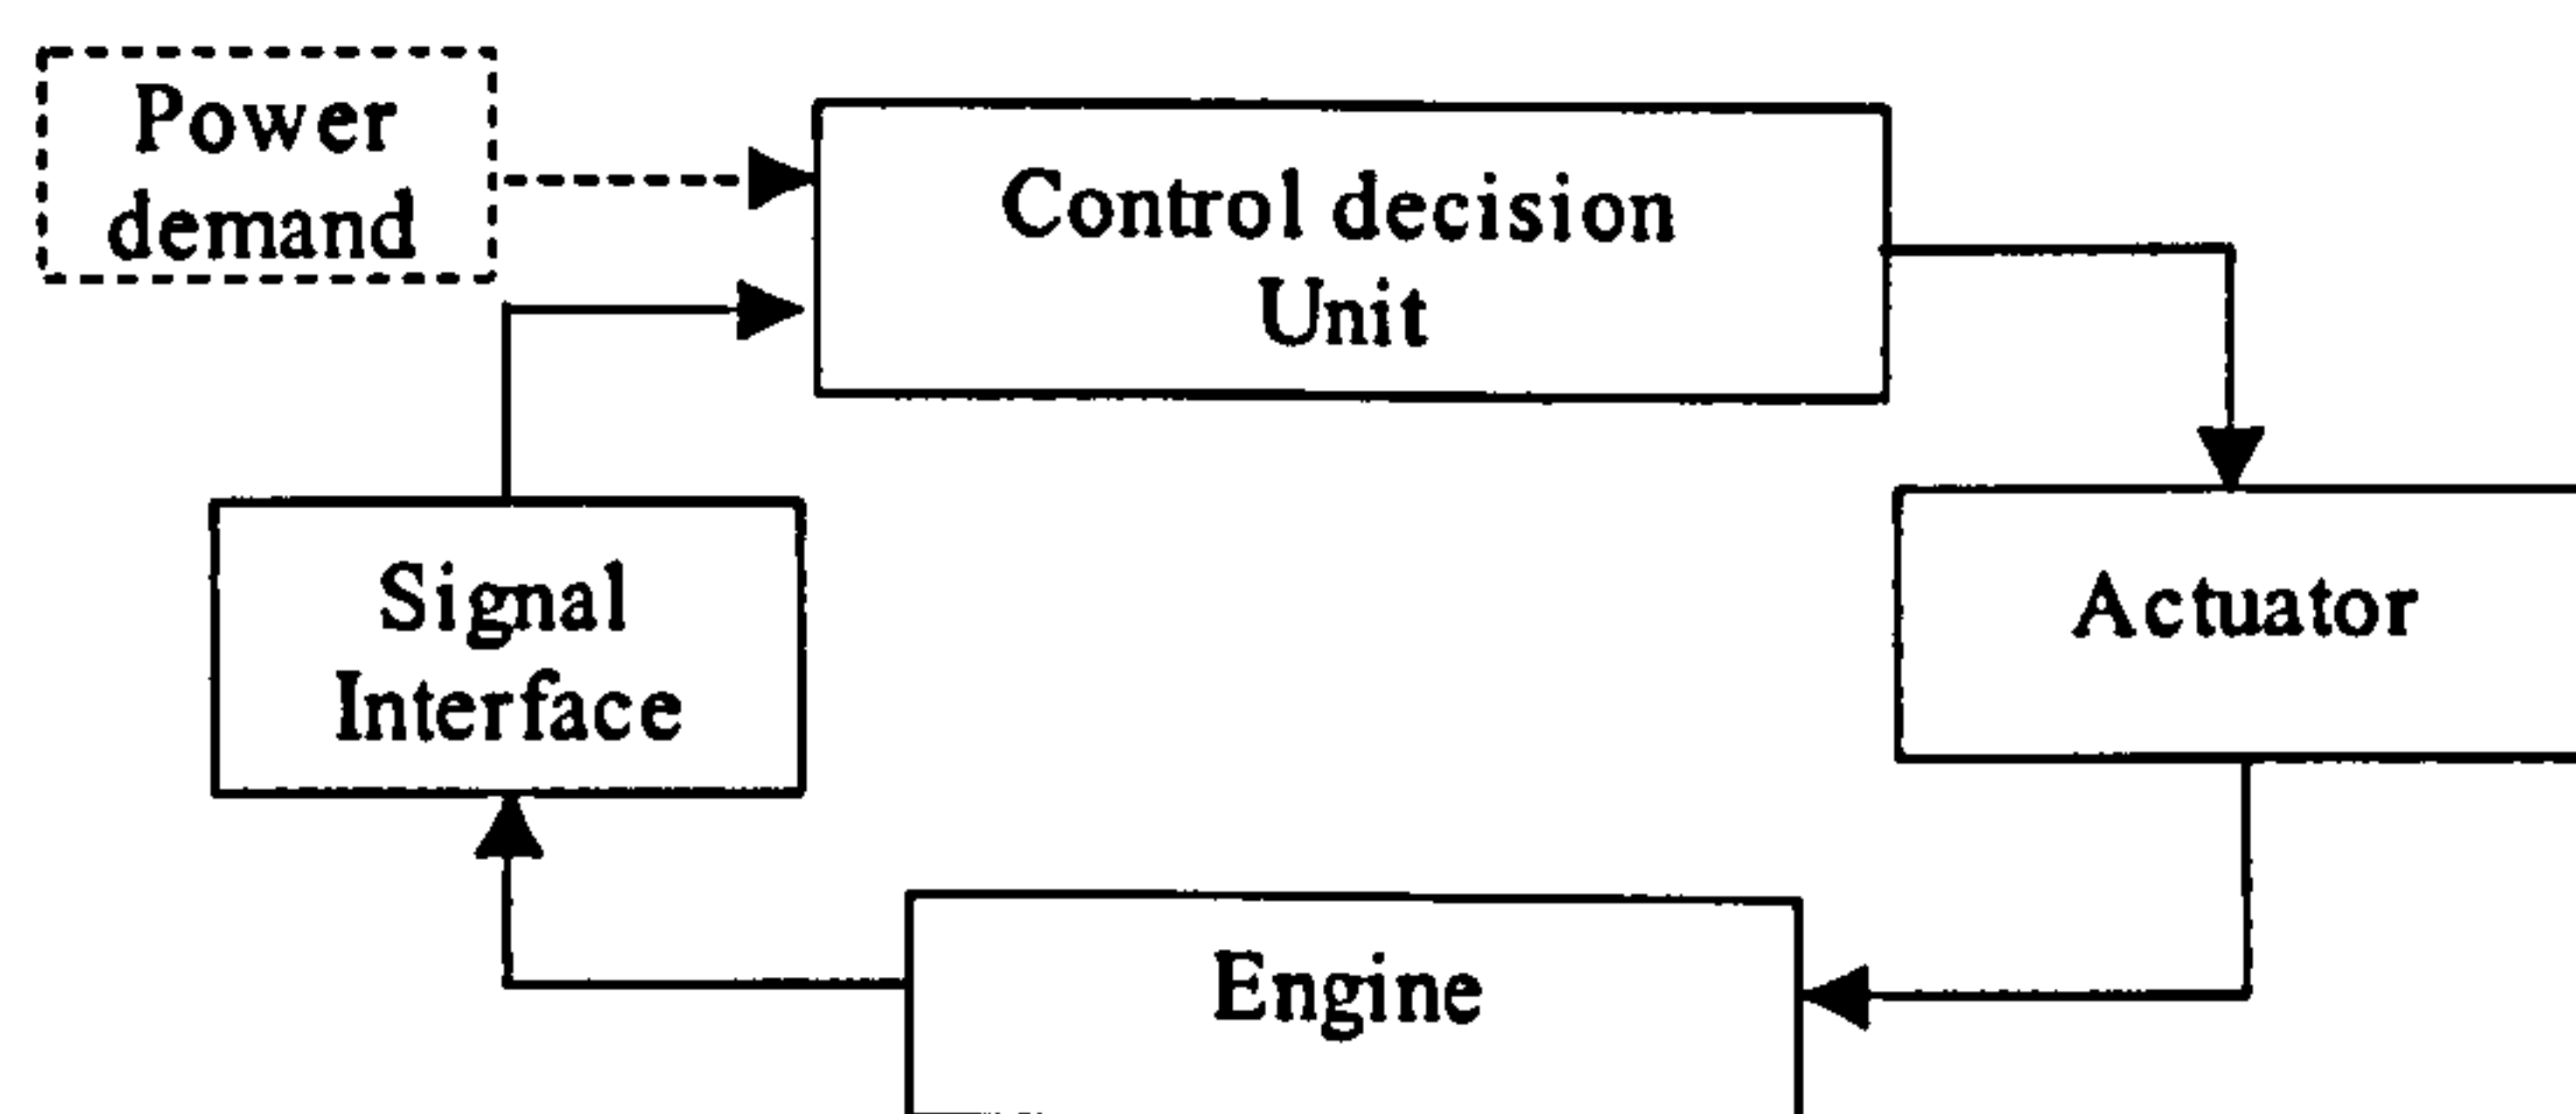 Power
demand
Control decision
Unit
Signal
Interface
Actuator
Engine